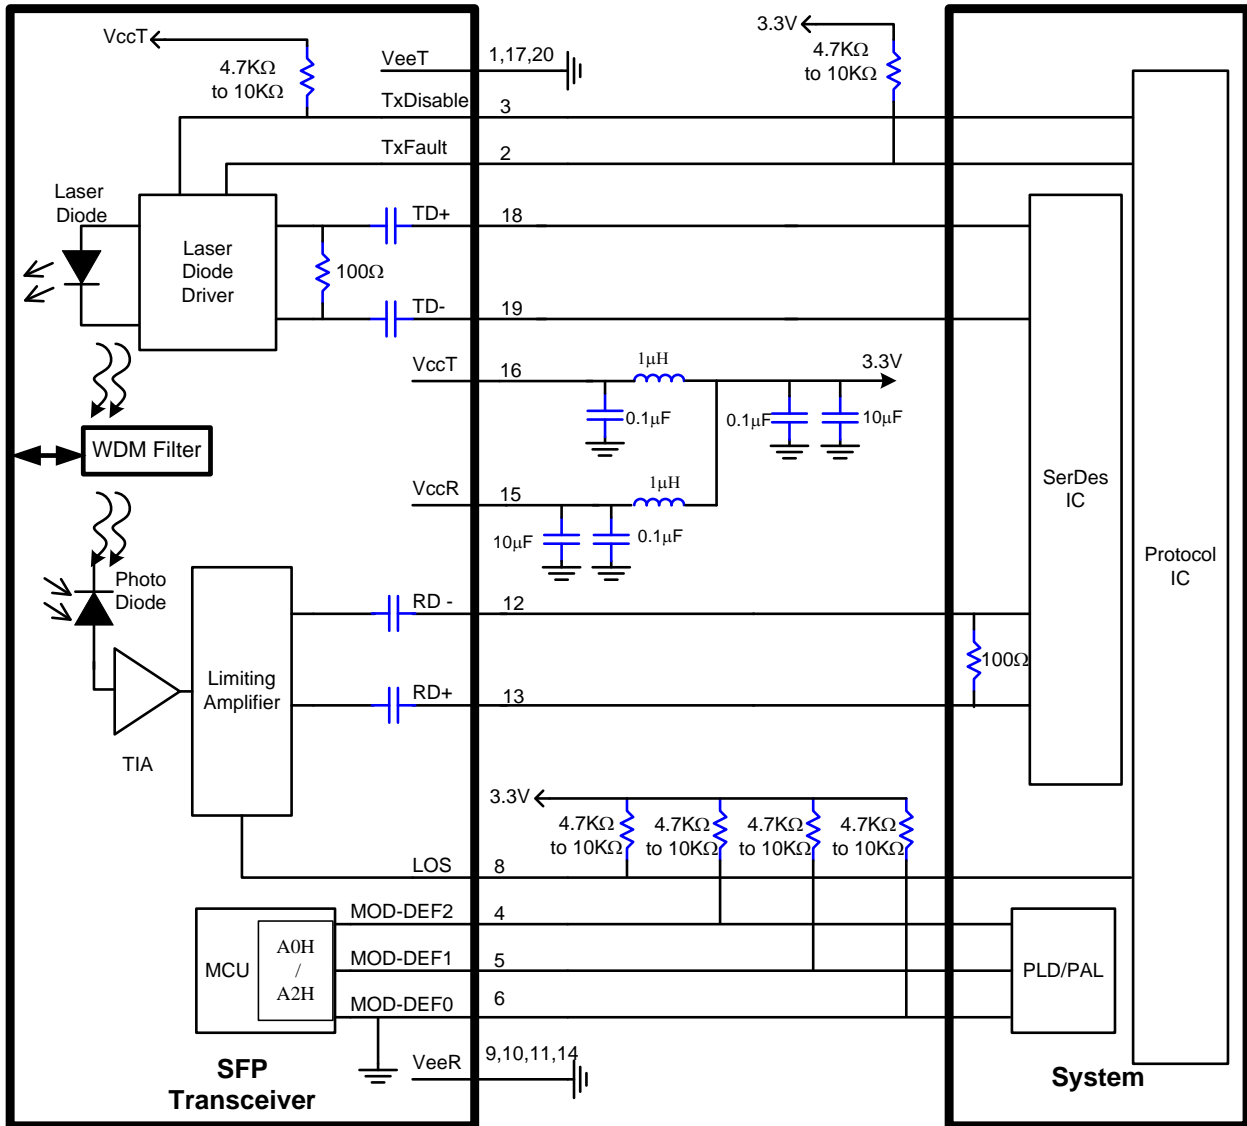 VccT
4.7KΩ
to 10KΩ
VeeT
1,17,20
3.3V
4.7KΩ
to 10KΩ
TxDisable
3
TxFault
2
Laser
Diode
Laser
Diode
Driver
100Ω
TD+
18
TD-
19
VccT
16
1μH
3.3V
0.1μF
0.1μF
10μF
WDM Filter
VccR
15
1μH
10μF
0.1μF
SerDes
IC
Protocol
IC
Photo
Diode
RD -
12
Limiting
Amplifier
100Ω
RD+
13
TIA
3.3V
4.7KΩ
to 10KΩ
4.7KΩ
to 10KΩ
4.7KΩ
to 10KΩ
4.7KΩ
to 10KΩ
LOS
8
MOD-DEF2
4
MCU
A0H
/
A2H
MOD-DEF1
5
PLD/PAL
MOD-DEF0
6
VeeR
9,10,11,14
SFP
Transceiver
System